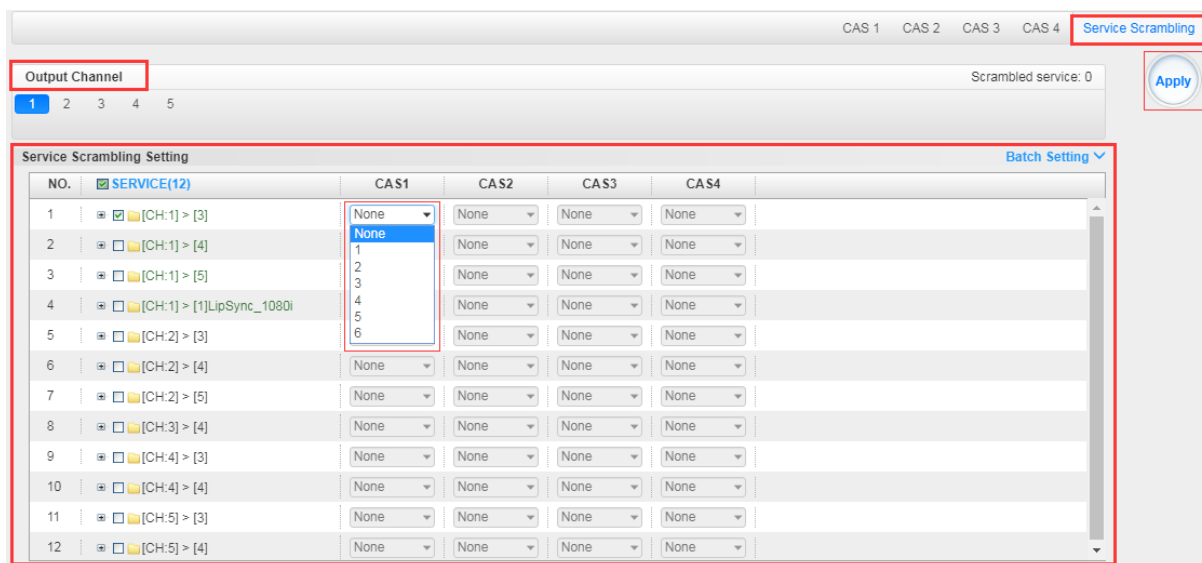 CAS 1 CAS 2 CAS 3 CAS 4 Service Scrambling
Output Channel Scrambled service: 0
Apply
1 2 3 4 5
Service Scrambling Setting Batch Setting
NO. SERVICE(12) CAS1 CAS2 CAS3 CAS4
1 [CH:1] > [3] None None None None
None
2 [CH:1] > [4] None None None
1
2
3 [CH:1] > [5] None None None
3
4 [CH:1] > [1]LipSync_1080i None None None
4
5
5 [CH:2] > [3] None None None
6
6 [CH:2] > [4] None None None None
7 [CH:2] > [5] None None None None
8 [CH:3] > [4] None None None None
9 [CH:4] > [3] None None None None
10 [CH:4] > [4] None None None None
11 [CH:5] > [3] None None None None
12 [CH:5] > [4] None None None None